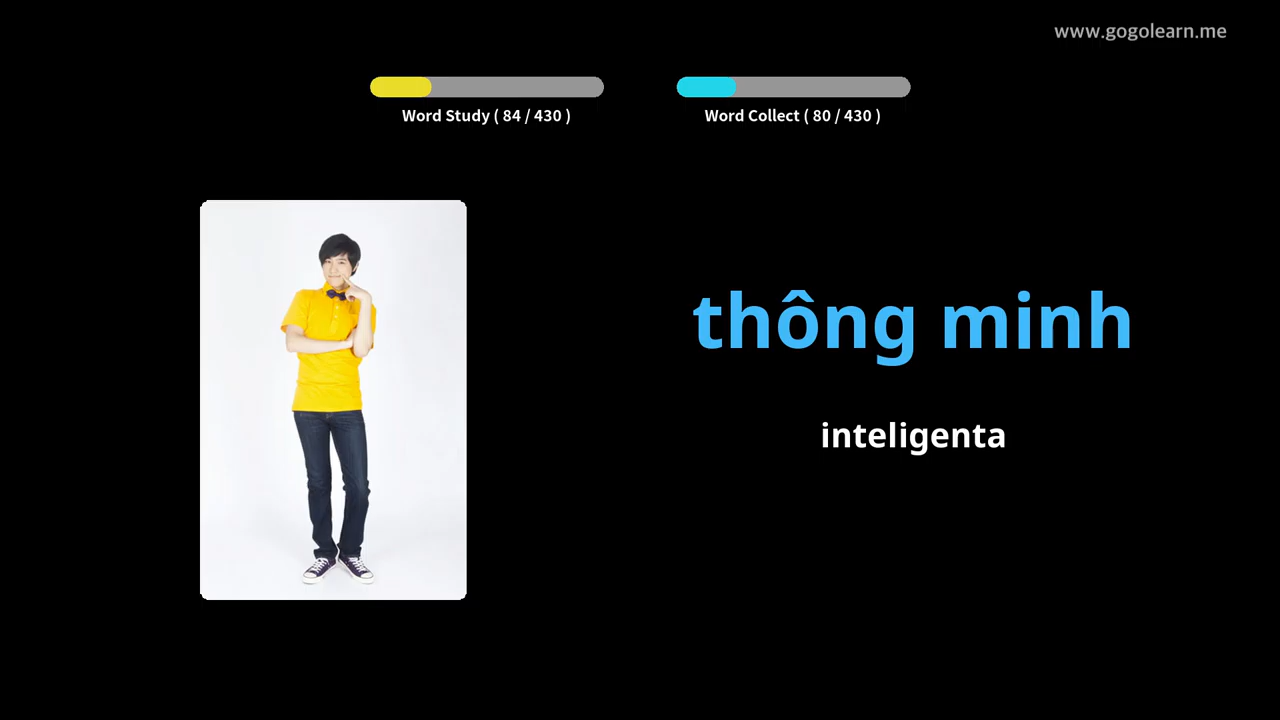 www.gogolearn.me
Word Study ( 84 / 430 )
Word Collect ( 80 / 430 )
thông minh
inteligenta